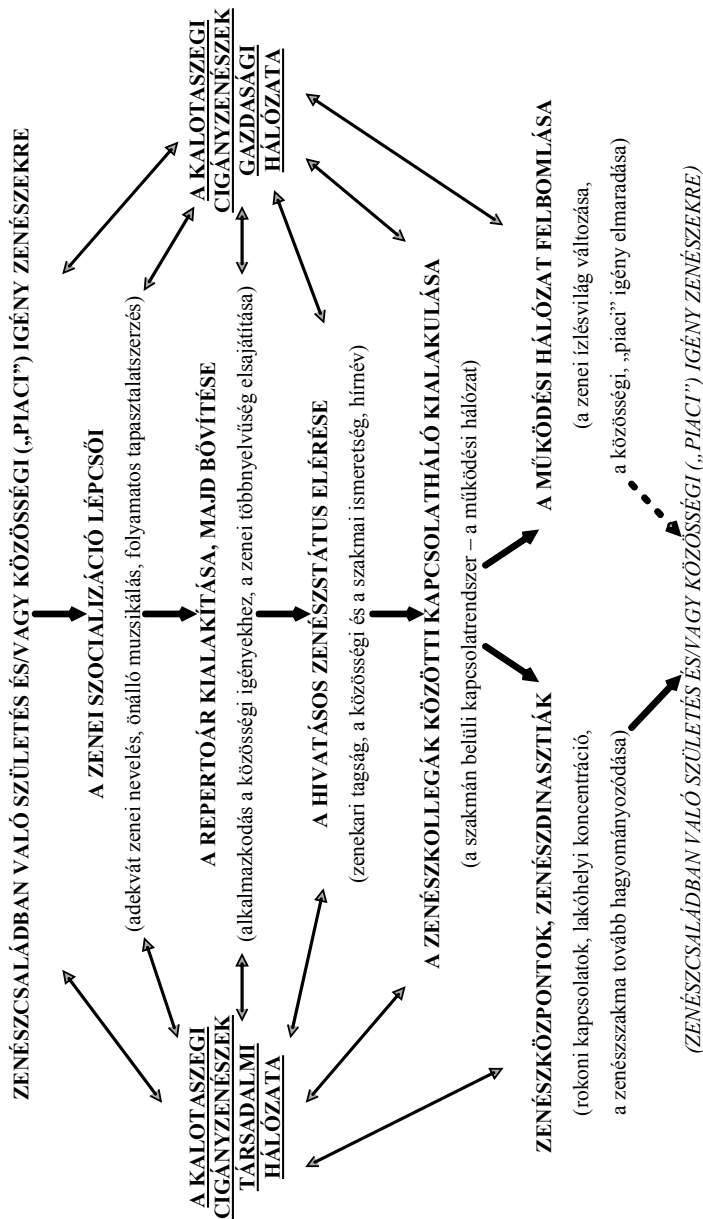 ZENÉSZCSALÁDBAN VALÓ SZÜLETÉS ÉS/VAGY KÖZÖSSÉGI („PIACI”) IGÉNY ZENÉSZEKRE
A ZENEI SZOCIALIZÁCIÓ LÉPCSŐI
(adekvát zenei nevelés, önálló muzsikálás, folyamatos tapasztalatszerzés)
A KALOTASZEGI
CIGÁNYZENÉSZEK
TÁRSADALMI
HÁLÓZATA
A KALOTASZEGI
CIGÁNYZENÉSZEK
GAZDASÁGI
HÁLÓZATA
A REPERTOÁR KIALAKÍTÁSA, MAJD BŐVÍTÉSE
(alkalmazkodás a közösségi igényekhez, a zenei többnyelvűség elsajátítása)
A HIVATÁSOS ZENÉSZSTÁTUS ELÉRÉSE
(zenekari tagság, a közösségi és a szakmai ismeretség, hírnév)
A ZENÉSZKOLLEGÁK KÖZÖTTI KAPCSOLATHÁLÓ KIALAKULÁSA
(a szakmán belüli kapcsolatrendszer – a működési hálózat)
ZENÉSZKÖZPONTOK, ZENÉSZDINASZTIÁK
(rokoni kapcsolatok, lakóhelyi koncentráció,
a zenészszakma tovább hagyományozódása)
A MŰKÖDÉSI HÁLÓZAT FELBOMLÁSA
(a zenei ízlésvilág változása,
a közösségi, „piaci” igény elmaradása)
(ZENÉSZCSALÁDBAN VALÓ SZÜLETÉS ÉS/VAGY KÖZÖSSÉGI („PIACI”) IGÉNY ZENÉSZEKRE)